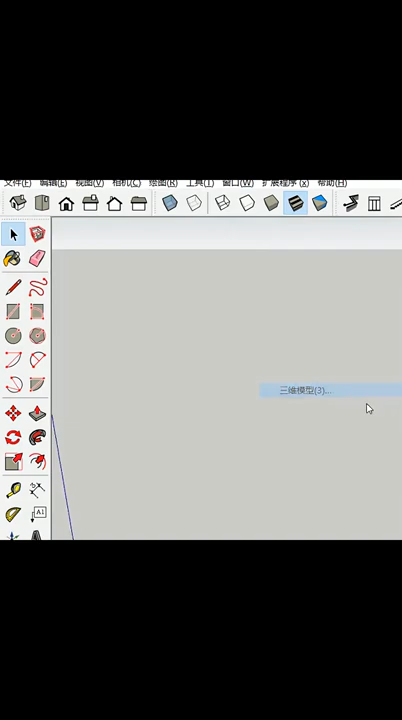 文件(F) 编辑(E) 视图(V) 相机(C) 绘图(R) 工具(T) 窗口(W) 扩展程序 (x) 帮助(H)
三维模型(3)...
A1